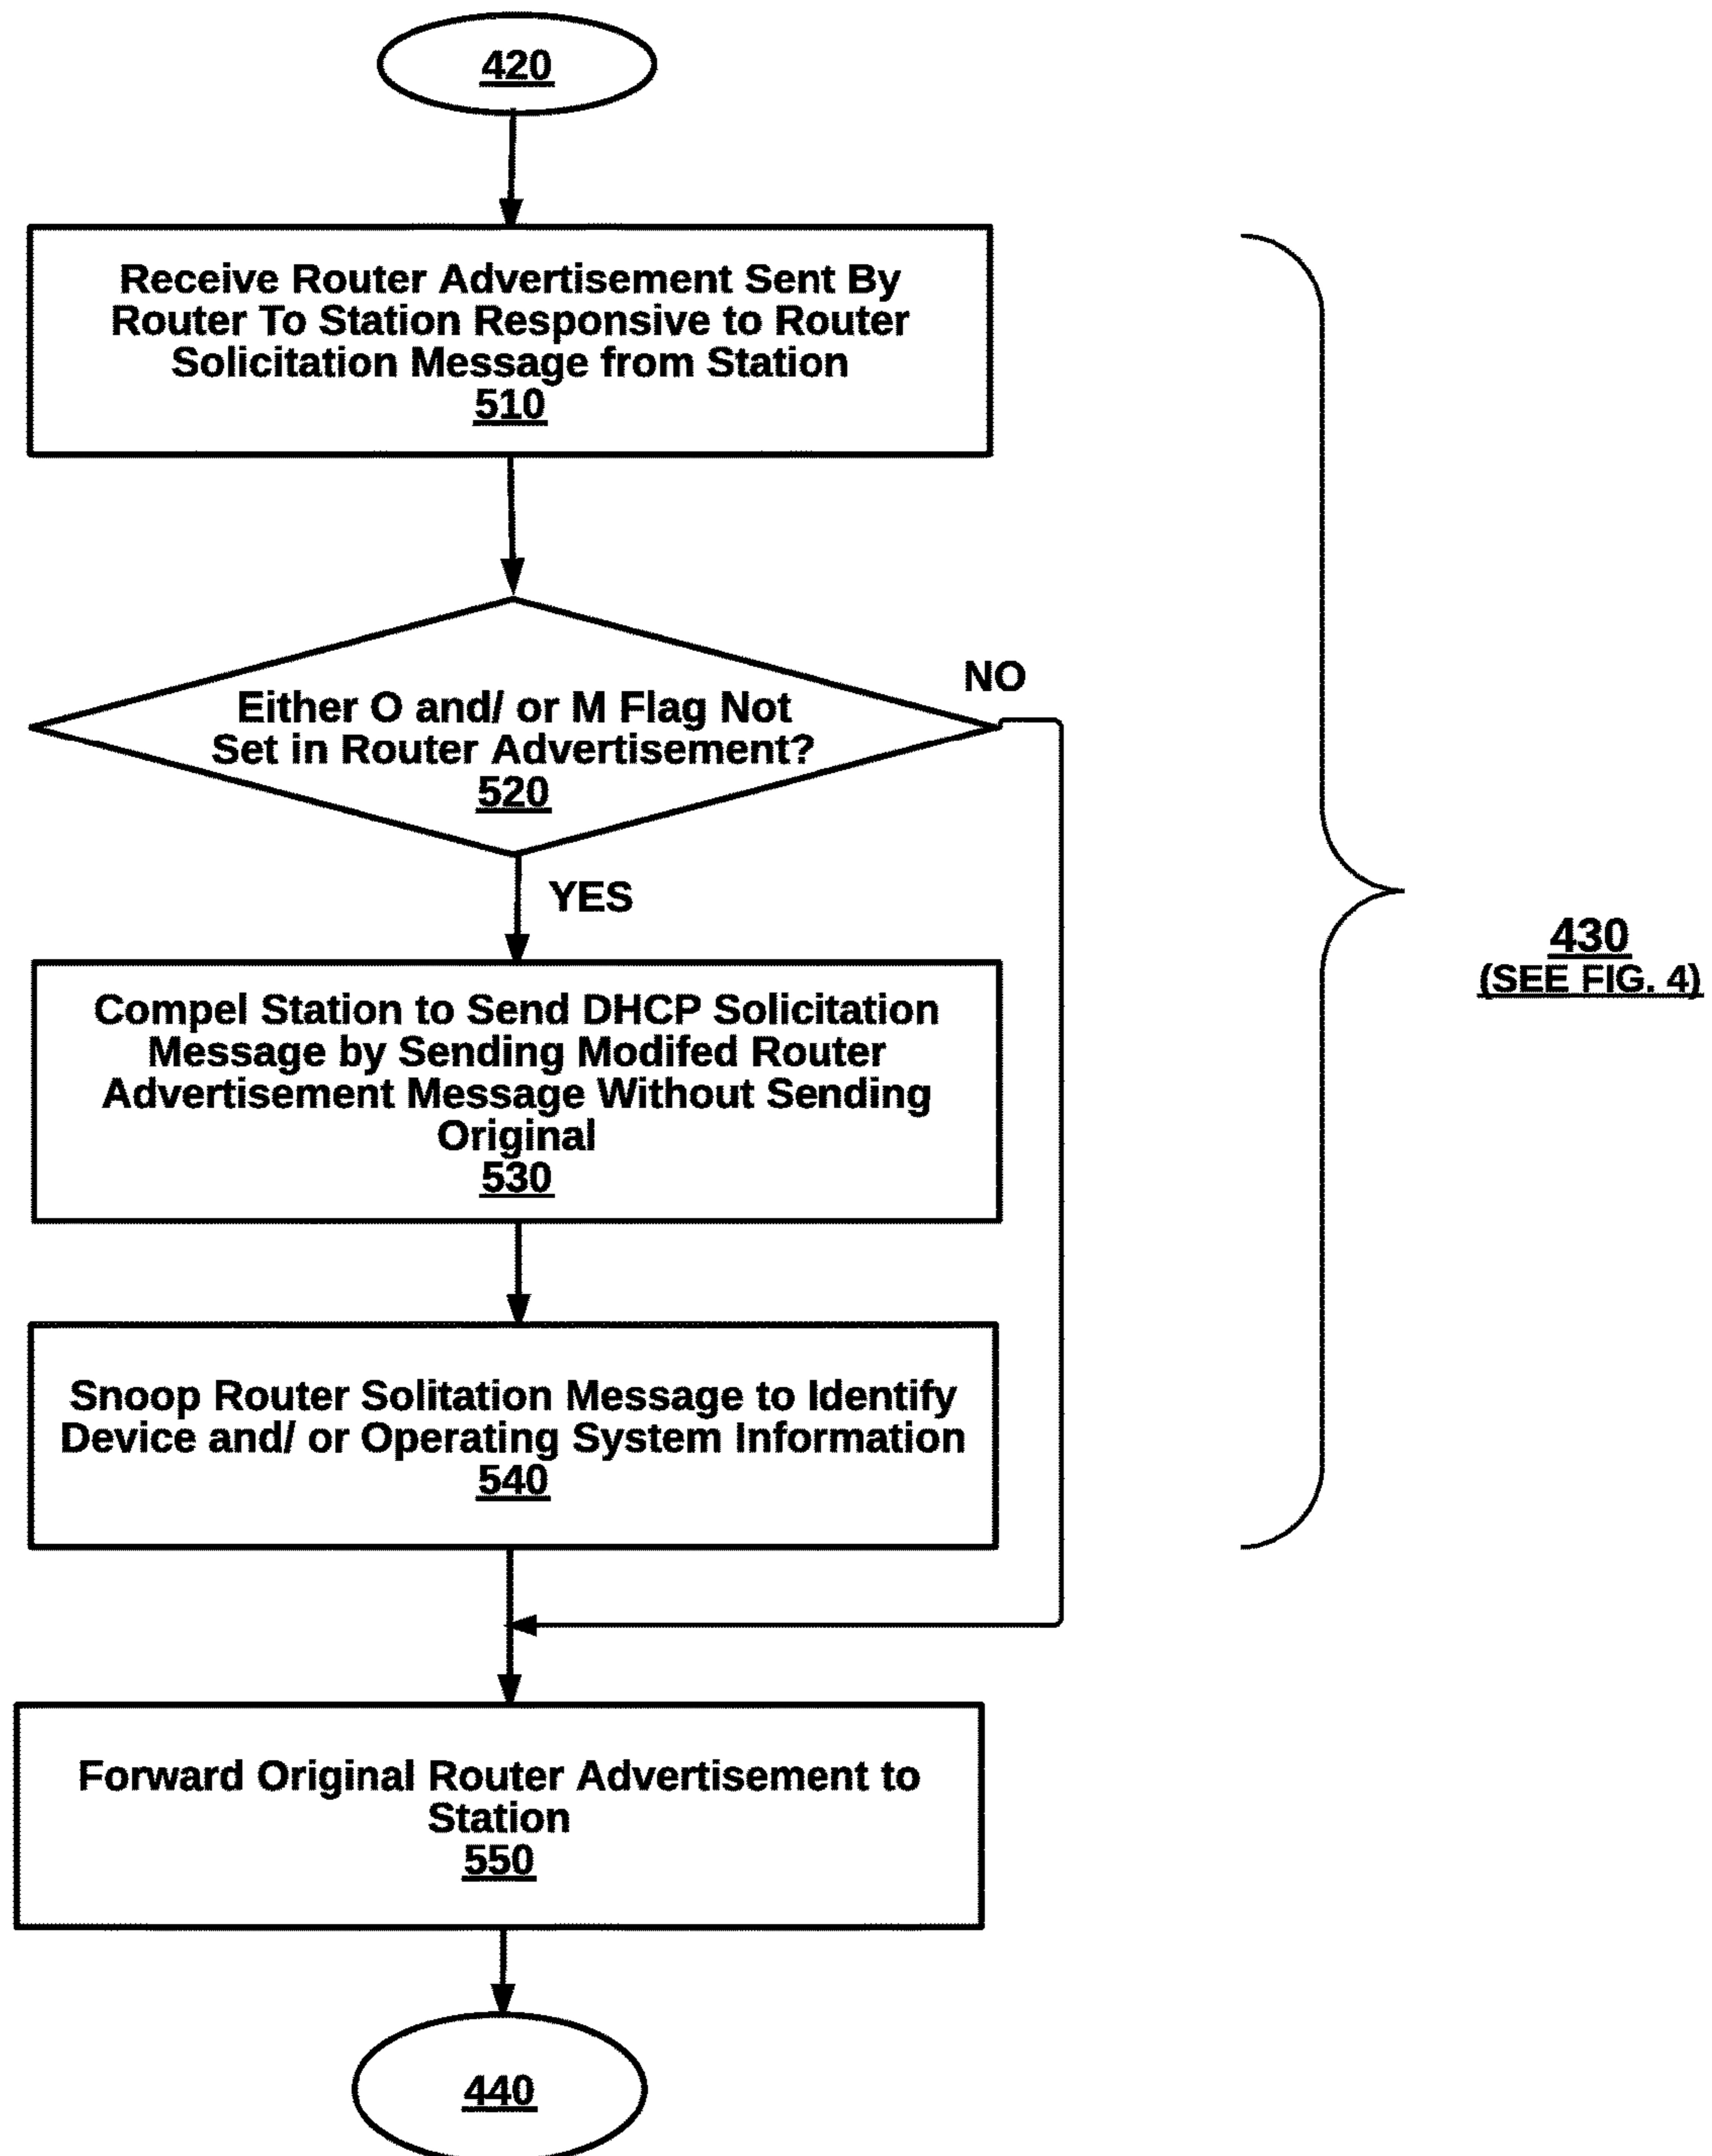 420
Receive Router Advertisement Sent By
Router To Station Responsive to Router
Solicitation Message from Station
510
NO
Either O and/ or M Flag Not
Set in Router Advertisement?
520
YES
430
(SEE FIG. 4)
Compel Station to Send DHCP Solicitation
Message by Sending Modifed Router
Advertisement Message Without Sending
Original
530
Snoop Router Solitation Message to Identify
Device and/ or Operating System Information
540
Forward Original Router Advertisement to
Station
550
440